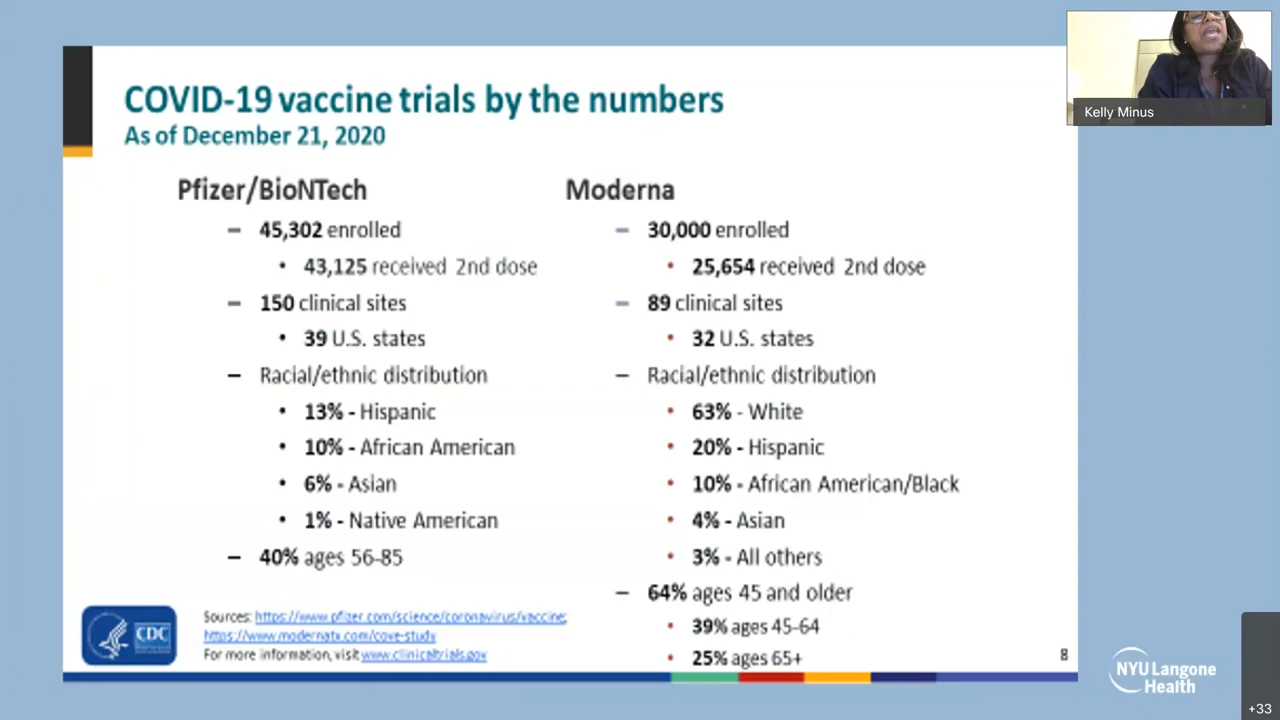 COVID-19 vaccine trials by the numbers
As of December 21, 2020
Pfizer/BioNTech
– 45,302 enrolled
• 43,125 received 2nd dose
– 150 clinical sites
• 39 U.S. states
– Racial/ethnic distribution
• 13% - Hispanic
• 10% - African American
• 6% - Asian
• 1% - Native American
– 40% ages 56-85
Moderna
– 30,000 enrolled
• 25,654 received 2nd dose
– 89 clinical sites
• 32 U.S. states
– Racial/ethnic distribution
• 63% - White
• 20% - Hispanic
• 10% - African American/Black
• 4% - Asian
• 3% - All others
– 64% ages 45 and older
• 39% ages 45-64
• 25% ages 65+
CDC
Sources: https://www.pfizer.com/science/coronavirus/vaccine;
https://www.modernatx.com/cove-study
For more information, visit www.clinicaltrials.gov
8
Kelly Minus
NYU Langone
Health
+33